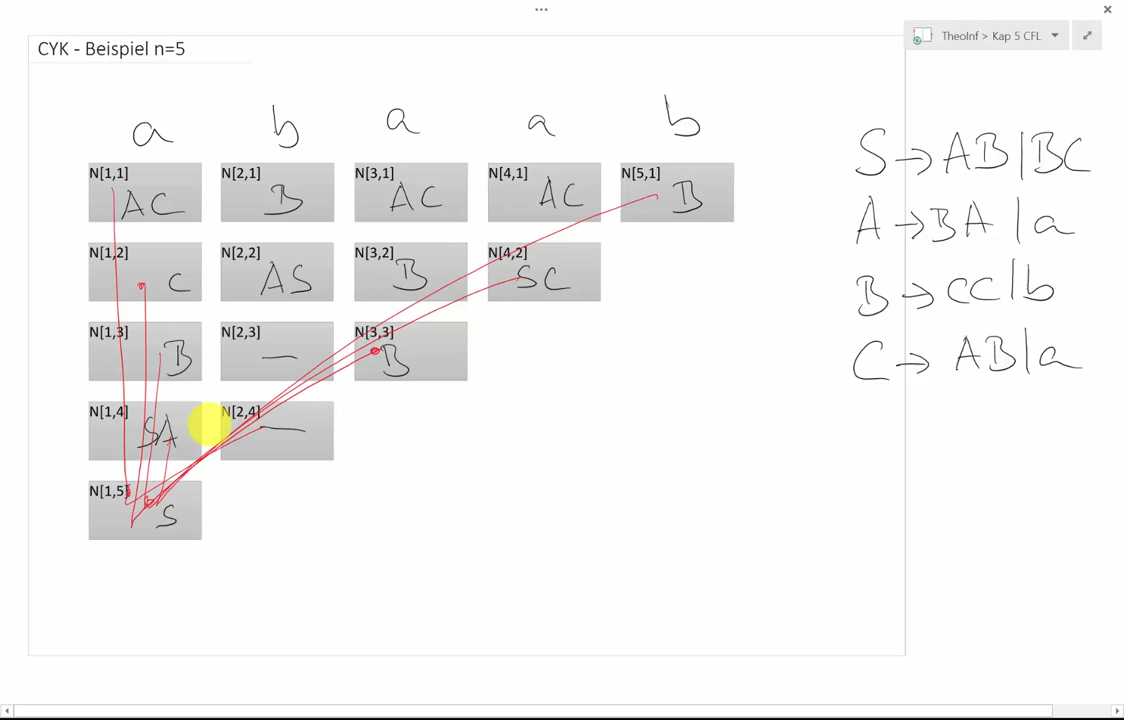 TheoInf > Kap 5 CFL
CYK - Beispiel n=5
a b a a b
N[1,1] N[2,1] N[3,1] N[4,1] N[5,1]
AC B AC AC B
N[1,2] N[2,2] N[3,2] N[4,2]
C AS B SC
N[1,3] N[2,3] N[3,3]
B — B
N[1,4] N[2,4]
SA —
N[1,5]
S
S → AB | BC
A → BA | a
B → CC | b
C → AB | a